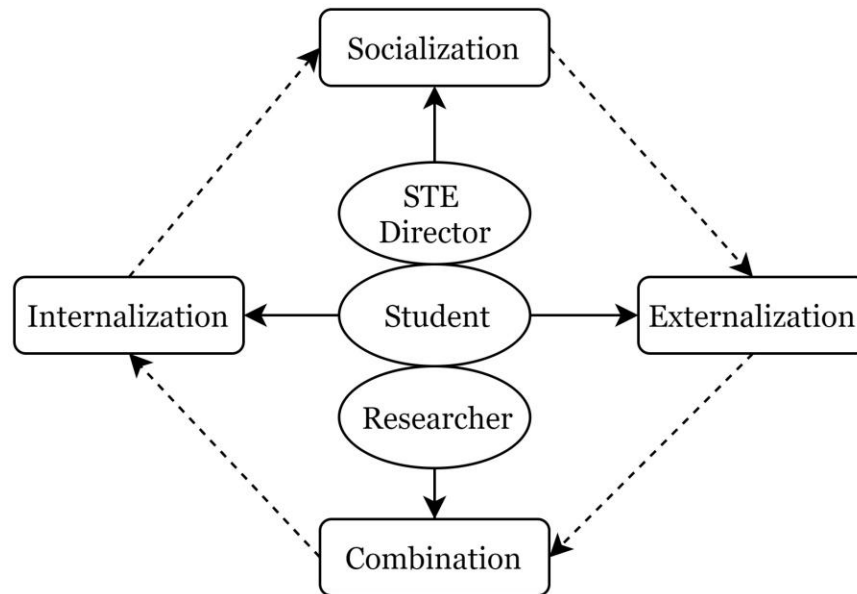 Socialization
STE
Director
Internalization
Student
Externalization
Researcher
Combination